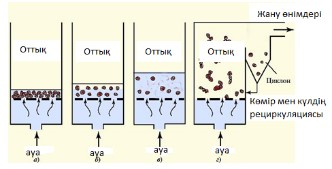 Жану өнімдері
Оттық
Оттық
Оттық
Оттық
Циклон
Көмір мен күлдің
рециркуляциясы
ауа
ауа
ауа
ауа
а)
б)
в)
г)